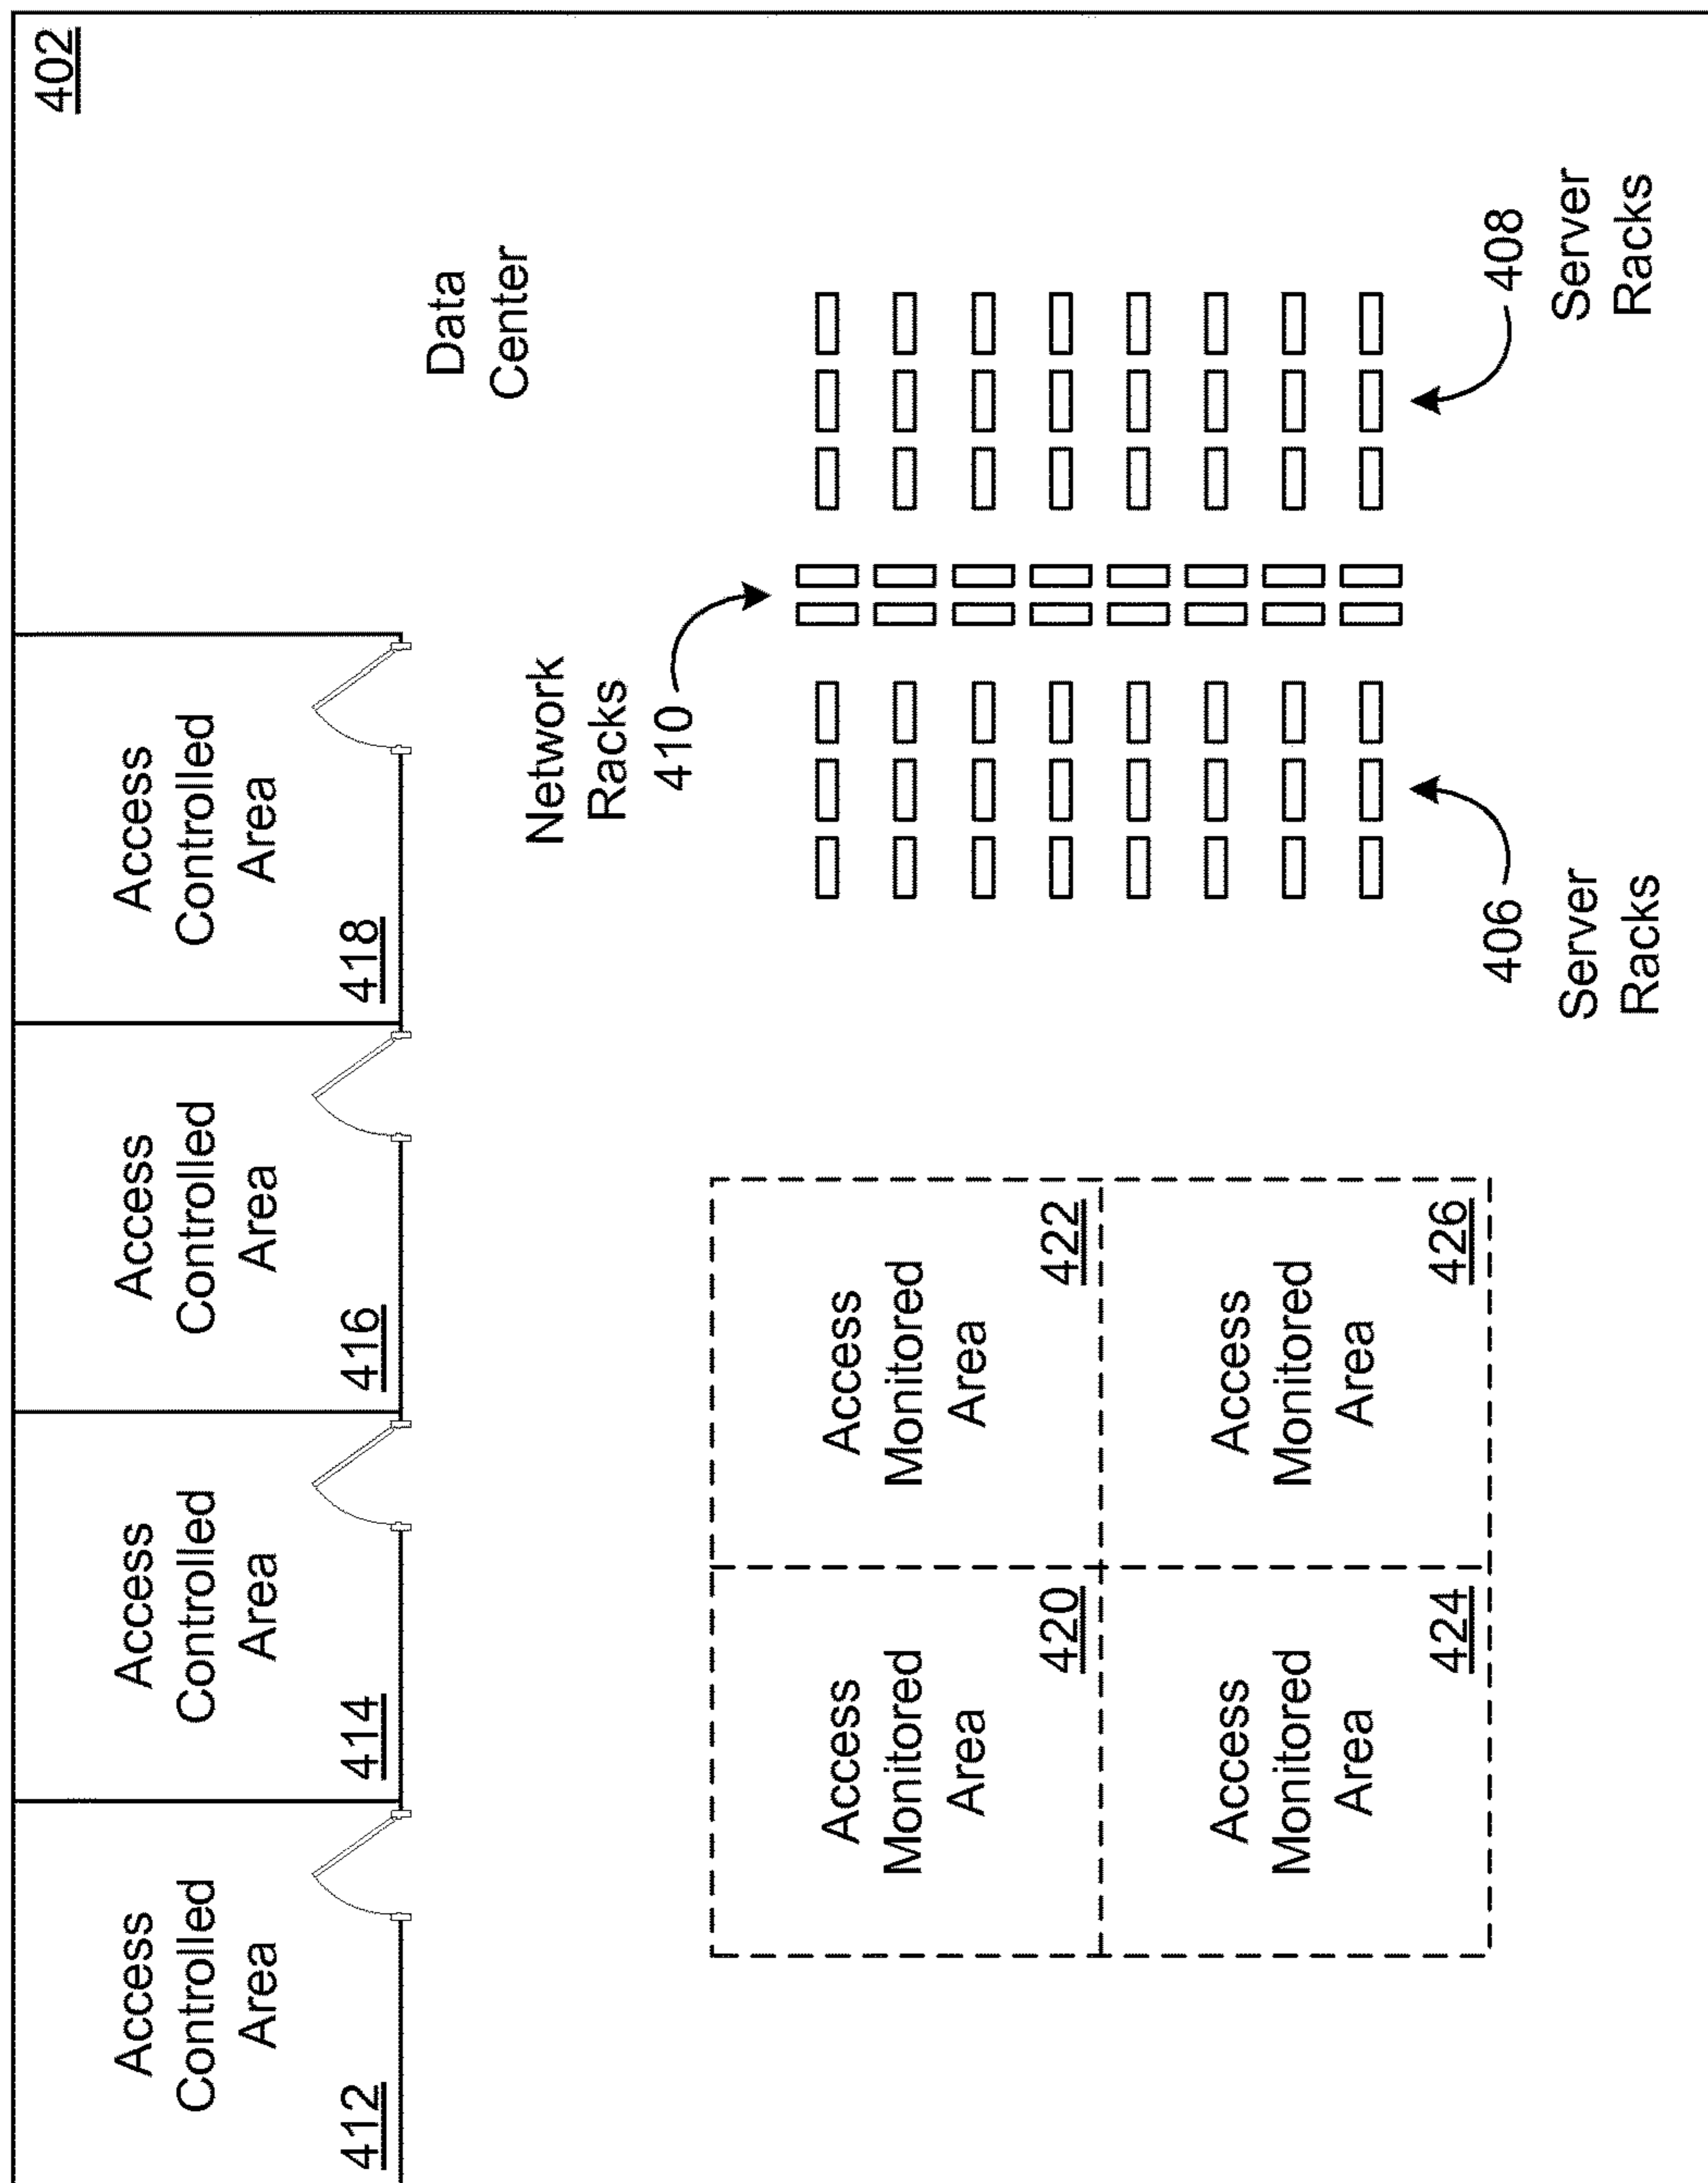 402
Access
Controlled
Area
412
Access
Controlled
Area
414
Access
Controlled
Area
416
Access
Controlled
Area
418
Data
Center
Network
Racks
410
Access
Monitored
Area
420
Access
Monitored
Area
422
Access
Monitored
Area
424
Access
Monitored
Area
426
406
Server
Racks
408
Server
Racks